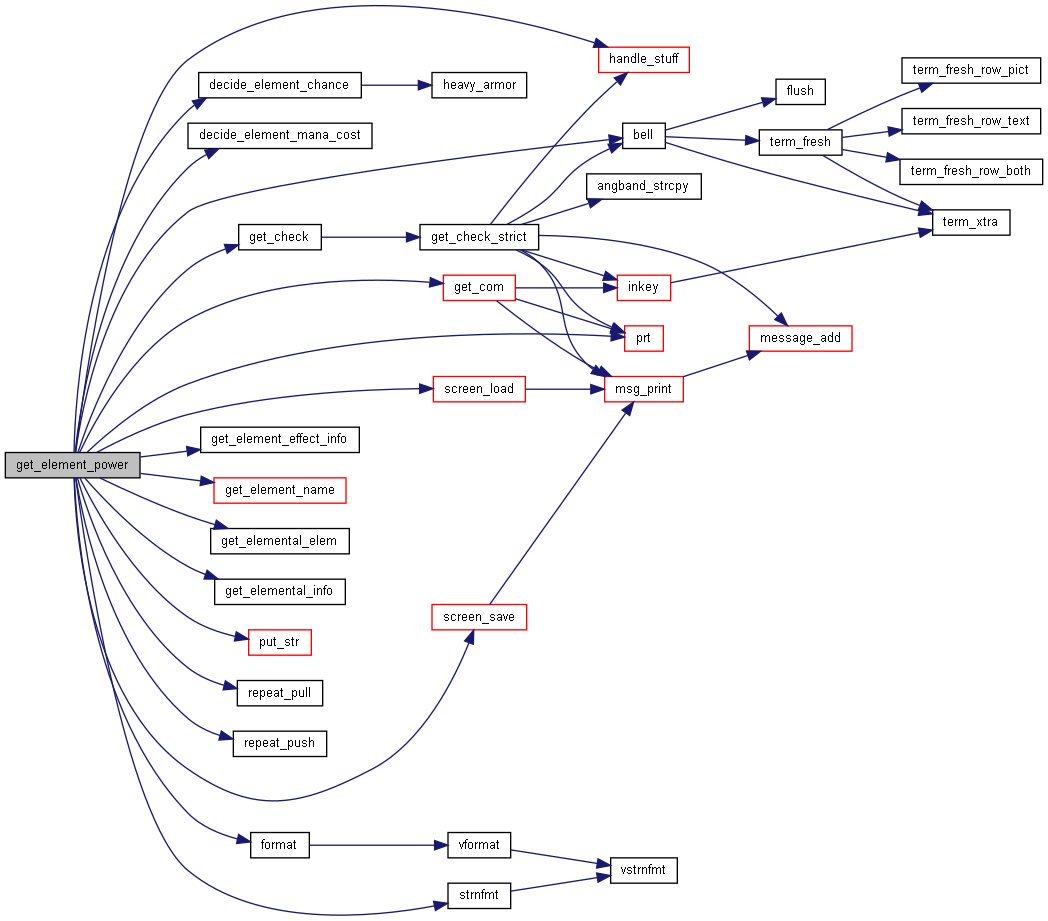 handle_stuff
term_fresh_row_pict
decide_element_chance
heavy_armor
flush
term_fresh_row_text
decide_element_mana_cost
bell
term_fresh
term_fresh_row_both
angband_strcpy
term_xtra
get_check
get_check_strict
get_com
inkey
prt
message_add
screen_load
msg_print
get_element_effect_info
get_element_power
get_element_name
get_elemental_elem
get_elemental_info
screen_save
put_str
repeat_pull
repeat_push
format
vformat
vstrnfmt
strnfmt